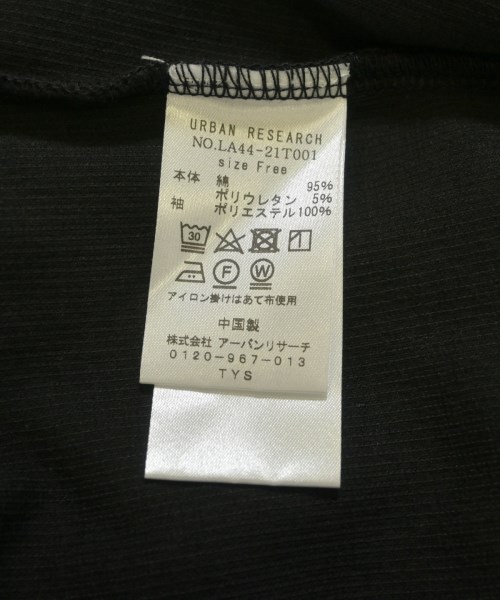 URBAN RESEARCH
NO.LA44-21T001
size Free
本体 綿 95%
ポリウレタン 5%
袖 ポリエステル100%
30
F W
アイロン掛けはあて布使用
中国製
株式会社 アーバンリサーチ
0120-967-013
TYS